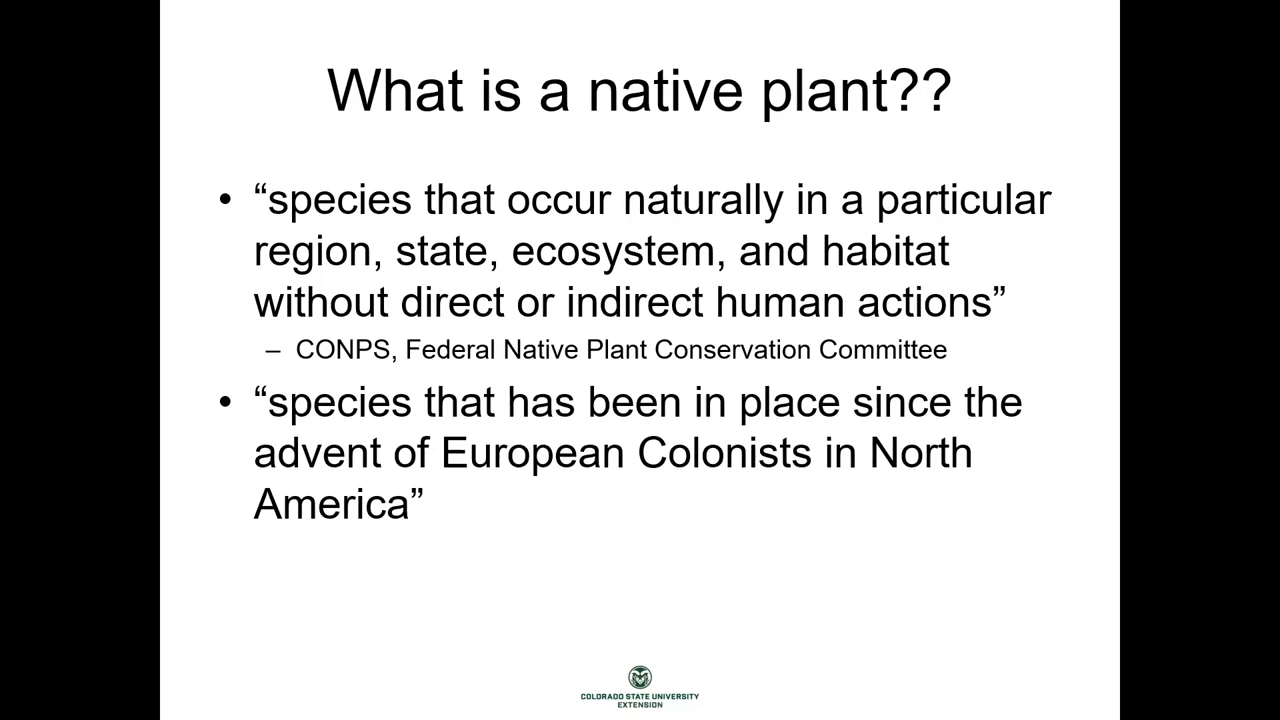 What is a native plant??
• “species that occur naturally in a particular
region, state, ecosystem, and habitat
without direct or indirect human actions”
– CONPS, Federal Native Plant Conservation Committee
• “species that has been in place since the
advent of European Colonists in North
America”
COLORADO STATE UNIVERSITY
EXTENSION